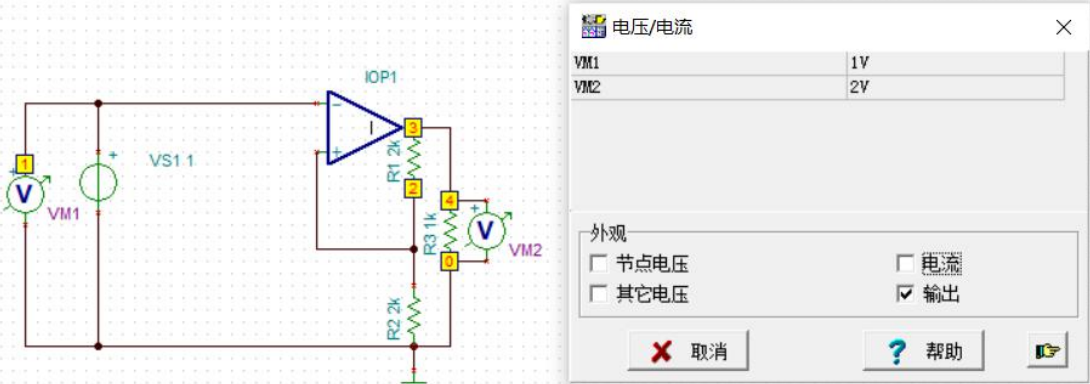 IOP1
VS1 1
1
V
VM1
3
R1 2k
2
4
R3 1k
V
VM2
0
R2 2k
电压/电流
VM1 1V
VM2 2V
外观
节点电压
电流
其它电压
输出
取消
帮助